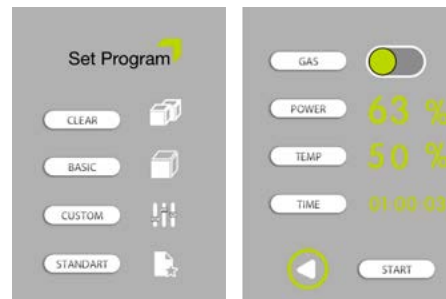 Set Program
CLEAR
BASIC
CUSTOM
STANDART
GAS
POWER 63 %
TEMP 50 %
TIME 01:00:03
START